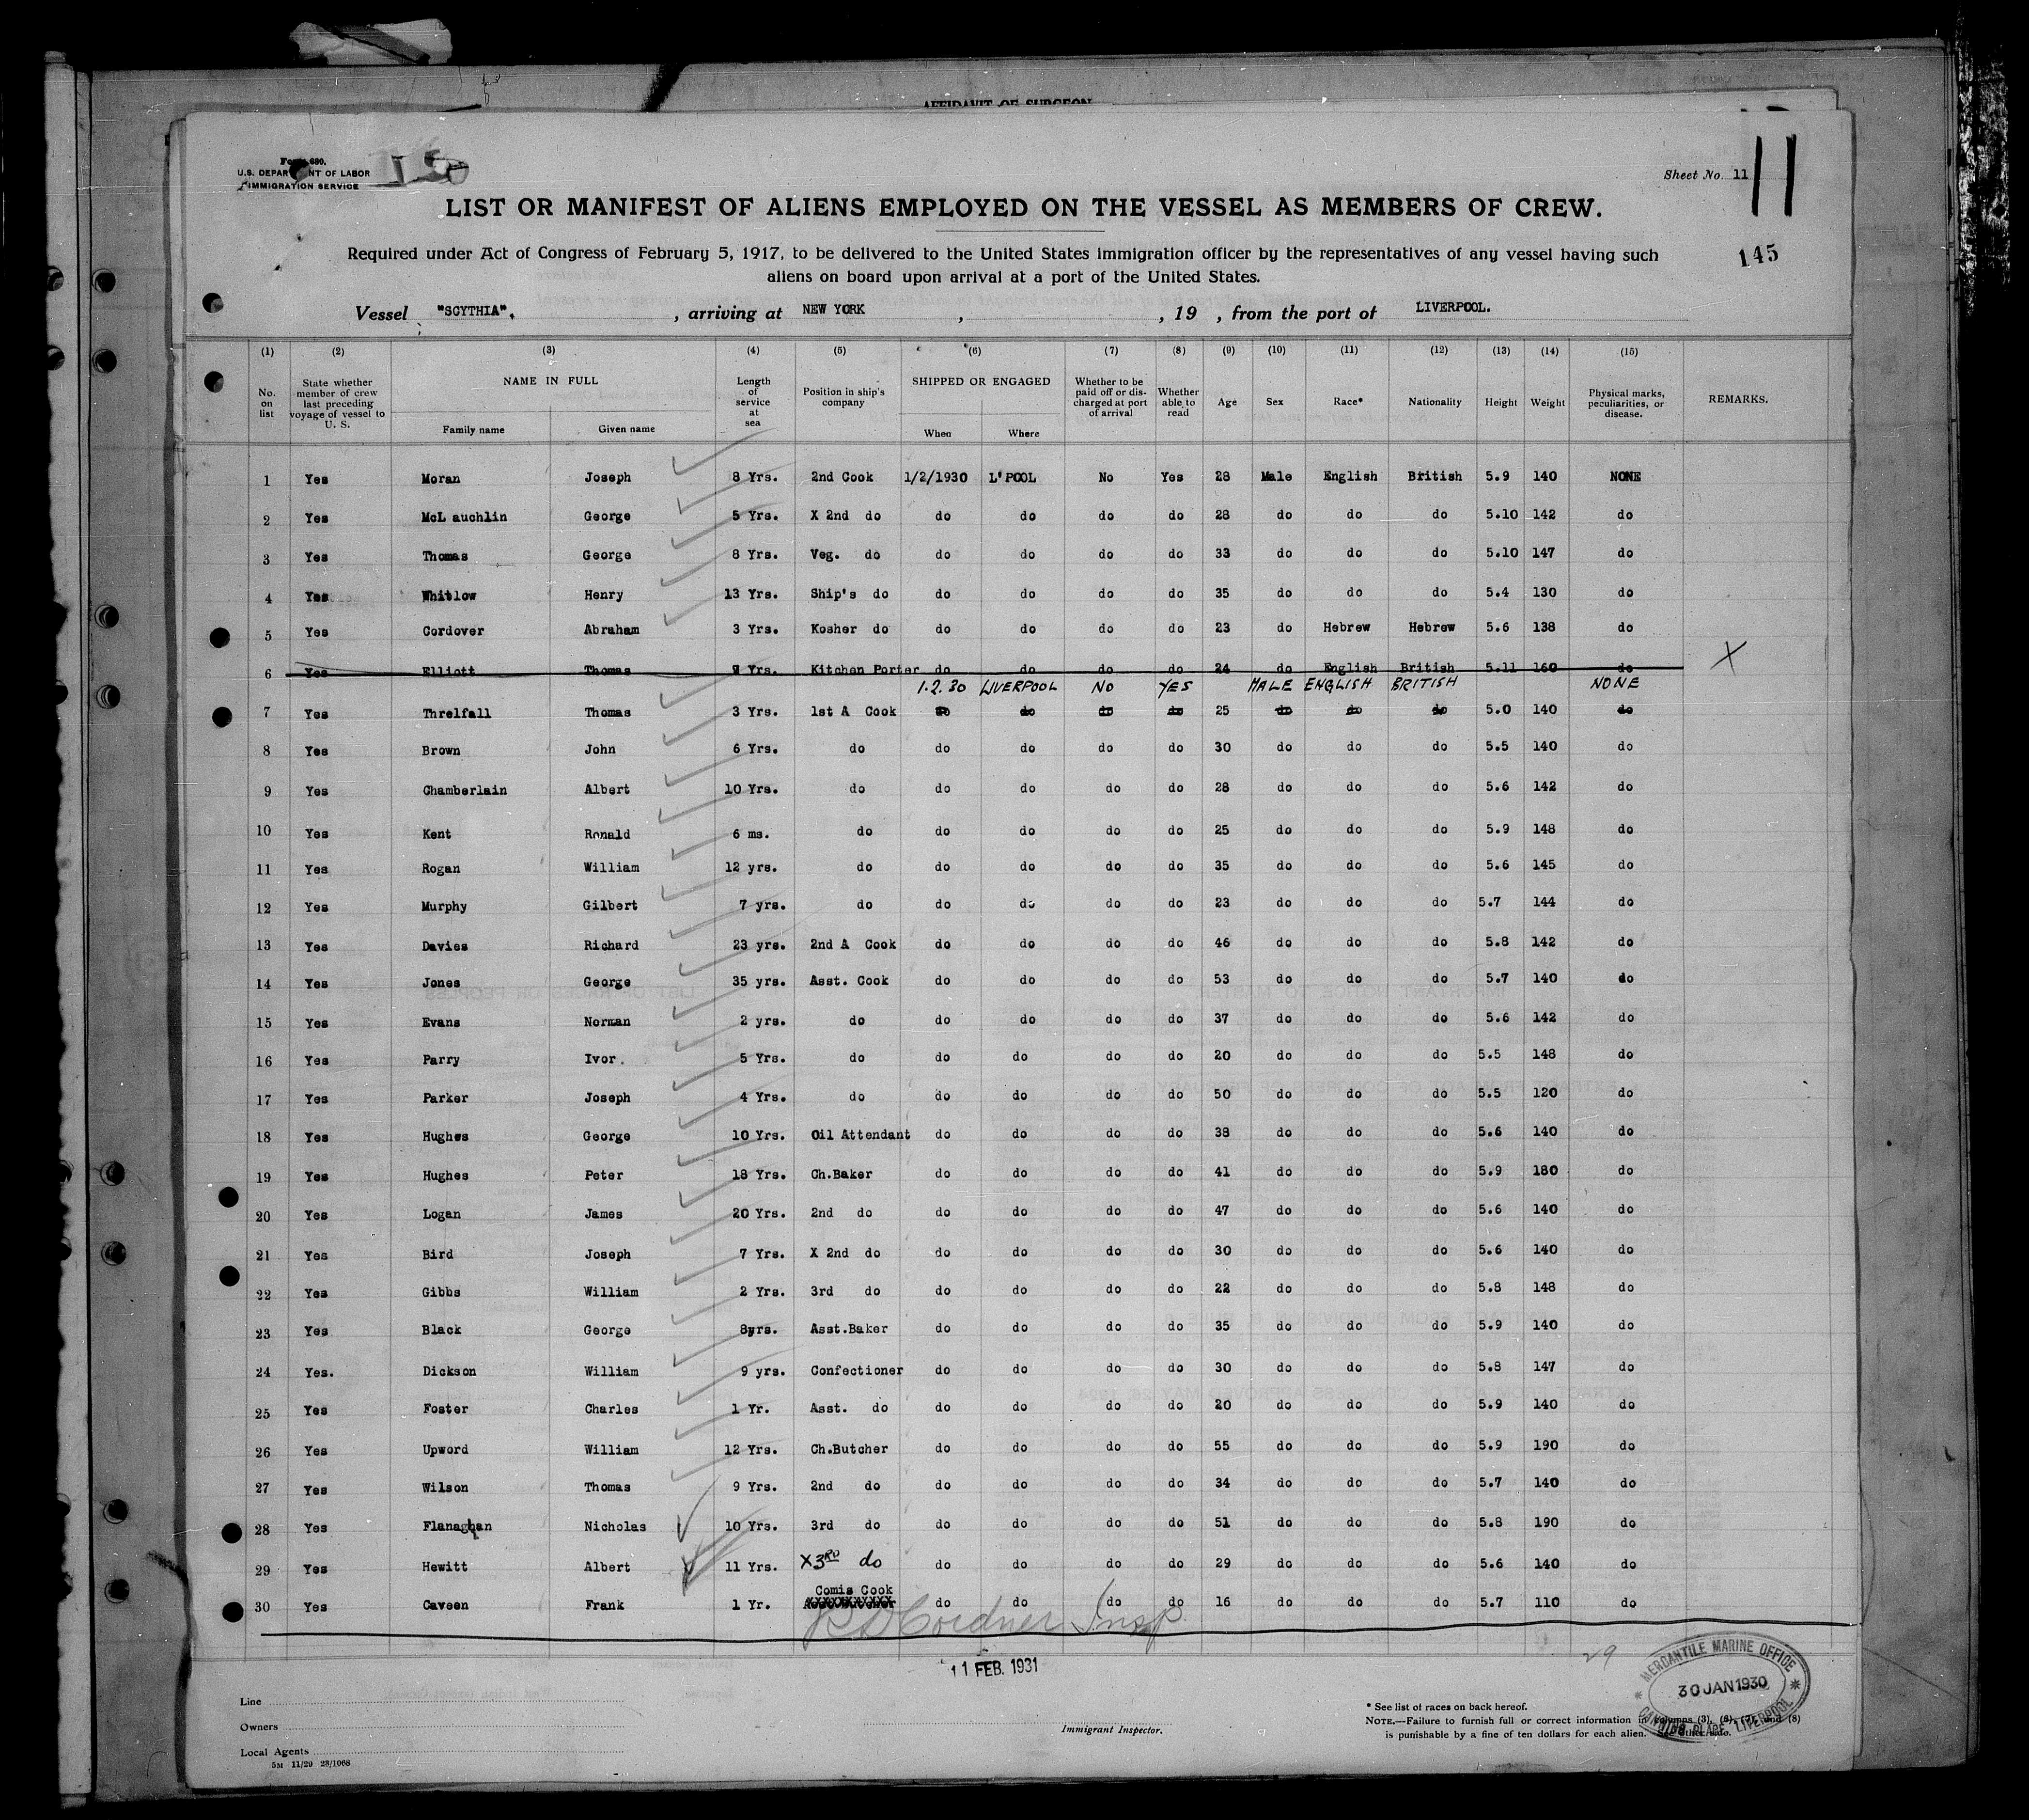 AFFIDAVIT OF SURGEON
U.S. DEPAR NT OF LABOR
IMMIGRATION SERVICE
Sheet No. 11
11
LIST OR MANIFEST OF ALIENS EMPLOYED ON THE VESSEL AS MEMBERS OF CREW.
Required under Act of Congress of February 5, 1917, to be delivered to the United States immigration officer by the representatives of any vessel having such
aliens on board upon arrival at a port of the United States.
145
Vessel "SCYTHIA", , arriving at NEW YORK , , 19 , from the port of LIVERPOOL.
(1) (2) (3) (4) (5) (6) (7) (8) (9) (10) (11) (12) (13) (14) (15)
No. on list State whether member of crew last preceding voyage of vessel to U. S. NAME IN FULL Family name Given name Length of service at sea Position in ship's company SHIPPED OR ENGAGED When Where Whether to be paid off or discharged at port of arrival Whether able to read Age Sex Race* Nationality Height Weight Physical marks, peculiarities, or disease. REMARKS.
1 Yes Moran Joseph 8 Yrs. 2nd Cook 1/2/1930 L'POOL No Yes 28 Male English British 5.9 140 NONE
2 Yes McL auchlin George 5 Yrs. X 2nd do do do do do 28 do do do 5.10 142 do
3 Yes Thomas George 8 Yrs. Veg. do do do do do 33 do do do 5.10 147 do
4 Yes Whitlow Henry 13 Yrs. Ship's do do do do do 35 do do do 5.4 130 do
5 Yes Cordover Abraham 3 Yrs. Kosher do do do do do 23 do Hebrew Hebrew 5.6 138 do
6 Yes Elliott Thomas Yrs. Kitchen Porter do do do do 24 do English British 5.11 160 do X
1.2.30 LIVERPOOL NO YES MALE ENGLISH BRITISH NONE
7 Yes Threlfall Thomas 3 Yrs. 1st A Cook do do do do 25 do do do 5.0 140 do
8 Yes Brown John 6 Yrs. do do do do do 30 do do do 5.5 140 do
9 Yes Chamberlain Albert 10 Yrs. do do do do do 28 do do do 5.6 142 do
10 Yes Kent Ronald 6 ms. do do do do do 25 do do do 5.9 148 do
11 Yes Rogan William 12 yrs. do do do do do 35 do do do 5.6 145 do
12 Yes Murphy Gilbert 7 yrs. do do do do do 23 do do do 5.7 144 do
13 Yes Davies Richard 23 yrs. 2nd A Cook do do do do 46 do do do 5.8 142 do
14 Yes Jones George 35 yrs. Asst. Cook do do do do 53 do do do 5.7 140 do
15 Yes Evans Norman 2 yrs. do do do do do 37 do do do 5.6 142 do
16 Yes Parry Ivor 5 Yrs. do do do do do 20 do do do 5.5 148 do
17 Yes Parker Joseph 4 Yrs. do do do do do 50 do do do 5.5 120 do
18 Yes Hughes George 10 Yrs. Oil Attendant do do do do 38 do do do 5.6 140 do
19 Yes Hughes Peter 18 Yrs. Ch.Baker do do do do 41 do do do 5.9 180 do
20 Yes Logan James 20 Yrs. 2nd do do do do do 47 do do do 5.6 140 do
21 Yes Bird Joseph 7 Yrs. X 2nd do do do do do 30 do do do 5.6 140 do
22 Yes Gibbs William 2 Yrs. 3rd do do do do do 22 do do do 5.8 148 do
23 Yes Black George 8yrs. Asst.Baker do do do do 35 do do do 5.9 140 do
24 Yes. Dickson William 9 yrs. Confectioner do do do do 30 do do do 5.8 147 do
25 Yes Foster Charles 1 Yr. Asst. do do do do do 20 do do do 5.9 140 do
26 Yes Upword William 12 Yrs. Ch.Butcher do do do do 55 do do do 5.9 190 do
27 Yes Wilson Thomas 9 Yrs. 2nd do do do do do 34 do do do 5.7 140 do
28 Yes Flanaghan Nicholas 10 Yrs. 3rd do do do do do 51 do do do 5.8 190 do
29 Yes Hewitt Albert 11 Yrs. X 3RD do do do do do 29 do do do 5.6 140 do
Comis Cook
30 Yes Caveen Frank 1 Yr. do do do do 16 do do do 5.7 110 do
Cordner Insp
11 FEB. 1931
29
MERCANTILE MARINE OFFICE
30 JAN 1930
CANNING PLACE LIVERPOOL
Line
Owners
Local Agents
5M 11/29 23/1068
Immigrant Inspector.
* See list of races on back hereof.
NOTE.—Failure to furnish full or correct information in columns (3), (6), (7), and (8)
is punishable by a fine of ten dollars for each alien. See other side.